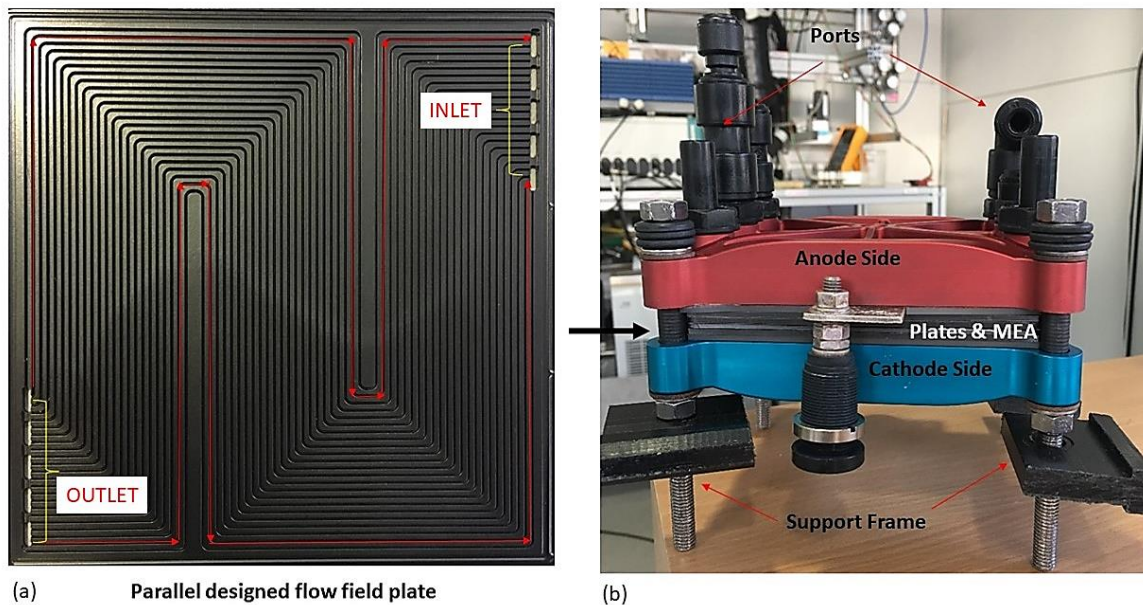 INLET
OUTLET
(a) Parallel designed flow field plate
Ports
Anode Side
Plates & MEA
Cathode Side
Support Frame
(b)